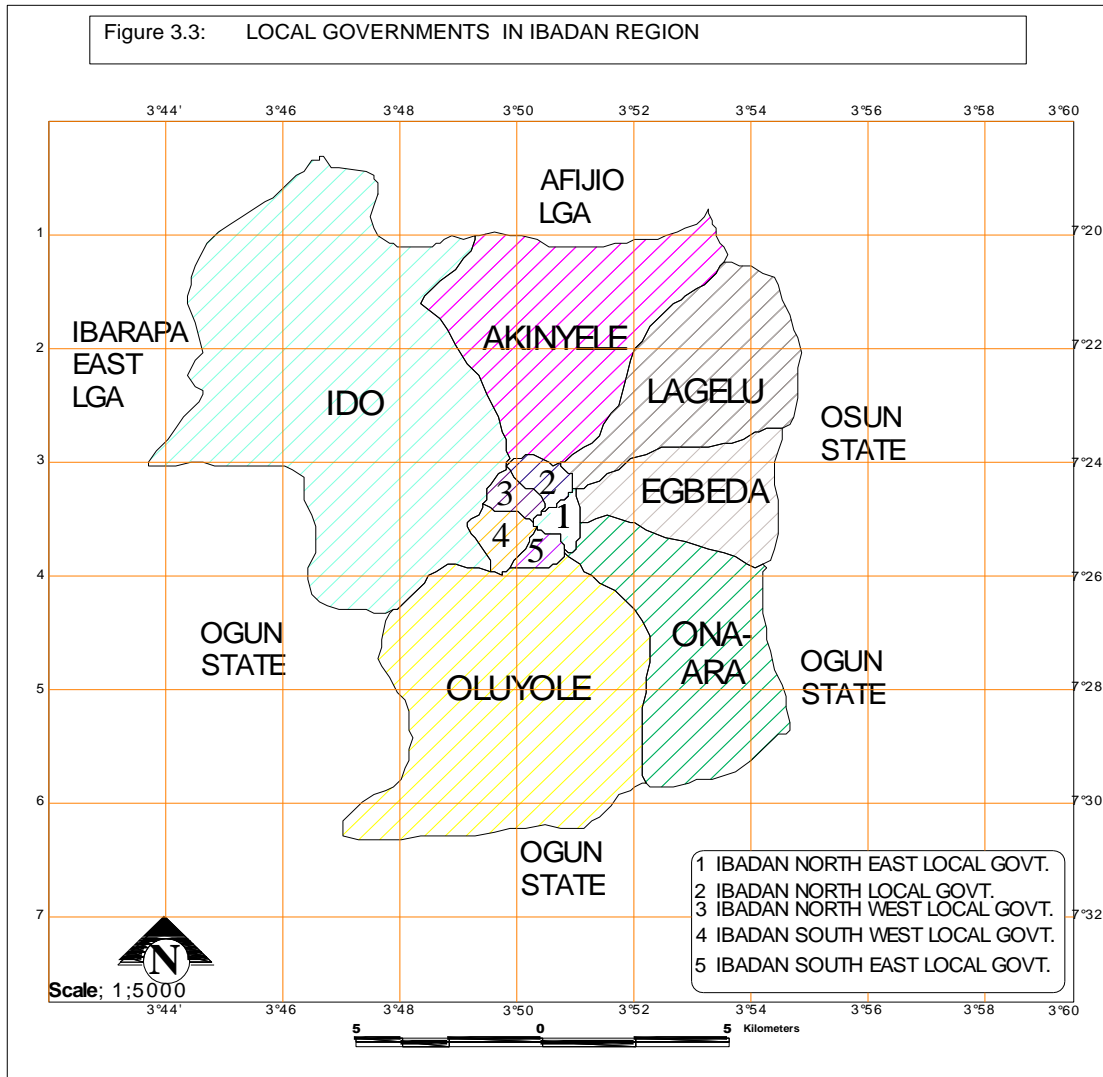 Figure 3.3: LOCAL GOVERNMENTS IN IBADAN REGION
3°44' 3°46 3°48 3°50 3°52 3°54 3°56 3°58 3°60
AFIJIO
LGA
1 7°20
IBARAPA
EAST
LGA
AKINYELE
2 7°22
IDO
LAGELU
OSUN
STATE
3 7°24
EGBEDA
2
3
1
4
5
4 7°26
OGUN
STATE
ONA-
ARA
OGUN
STATE
OLUYOLE
5 7°28
6 7°30
OGUN
STATE
1 IBADAN NORTH EAST LOCAL GOVT.
2 IBADAN NORTH LOCAL GOVT.
3 IBADAN NORTH WEST LOCAL GOVT.
4 IBADAN SOUTH WEST LOCAL GOVT.
5 IBADAN SOUTH EAST LOCAL GOVT.
7 7°32
N
Scale; 1;5000
3°44' 3°46 3°48 3°50 3°52 3°54 3°56 3°58 3°60
5 0 5 Kilometers